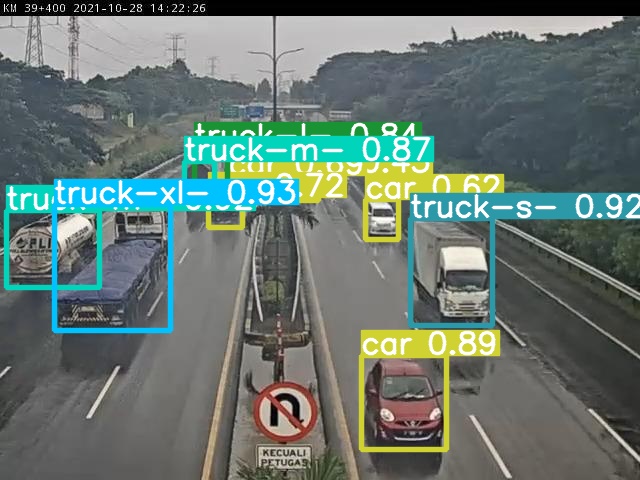 KM 39+400 2021-10-28 14:22:26
truck-l- 0.84
truck-m- 0.87
truck-xl- 0.93
car 0.62
truck-s- 0.92
car 0.89
KECUALI
PETUGAS